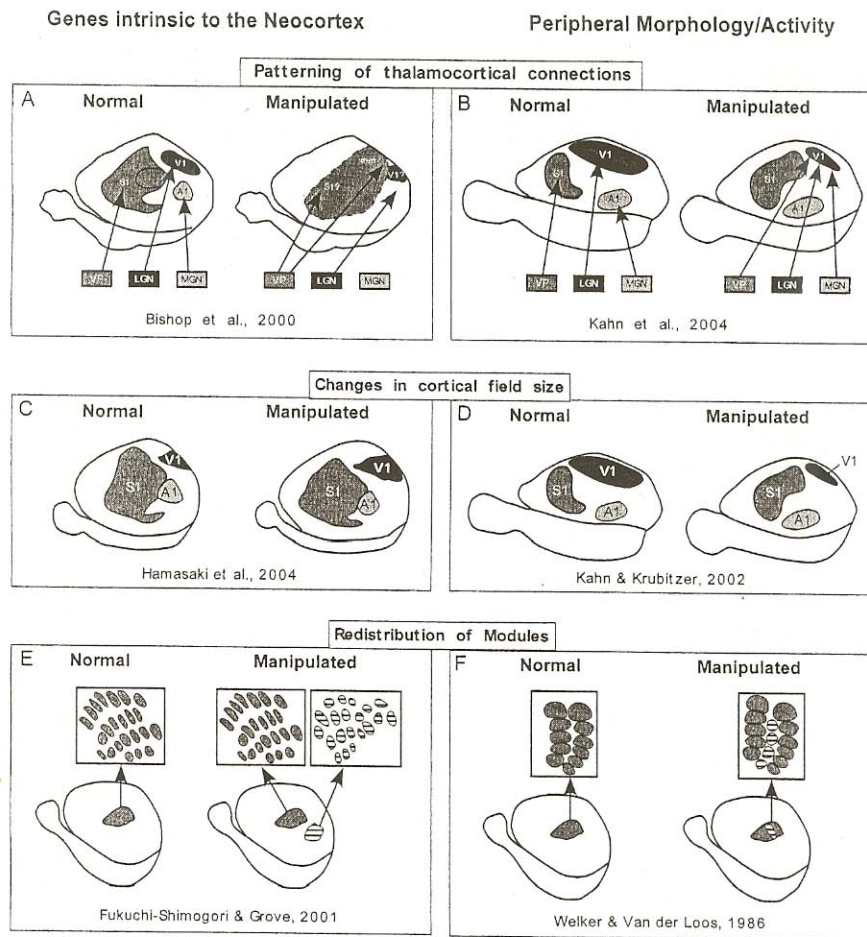 Genes intrinsic to the Neocortex
Peripheral Morphology/Activity
Patterning of thalamocortical connections
A
Normal
Manipulated
S1
V1
A1
VP
LGN
MGN
S1?
V1?
VP
LGN
MGN
Bishop et al., 2000
B
Normal
Manipulated
S1
V1
A1
VP
LGN
MGN
S1
V1
A1
VP
LGN
MGN
Kahn et al., 2004
Changes in cortical field size
C
Normal
Manipulated
S1
V1
A1
S1
V1
A1
Hamasaki et al., 2004
D
Normal
Manipulated
S1
V1
A1
S1
V1
A1
Kahn & Krubitzer, 2002
Redistribution of Modules
E
Normal
Manipulated
Fukuchi-Shimogori & Grove, 2001
F
Normal
Manipulated
Welker & Van der Loos, 1986